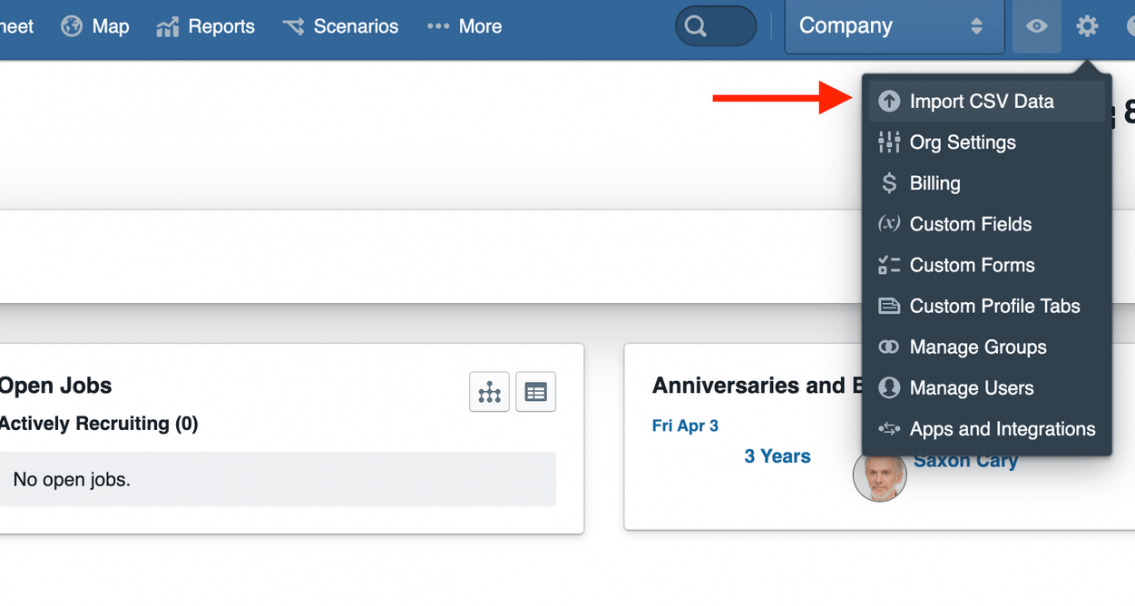 Map
Reports
Scenarios
More
Company
Import CSV Data
Org Settings
Billing
(x) Custom Fields
Custom Forms
Custom Profile Tabs
Manage Groups
Manage Users
Apps and Integrations
Open Jobs
Actively Recruiting (0)
No open jobs.
Anniversaries and
Fri Apr 3
3 Years
Saxon Cary